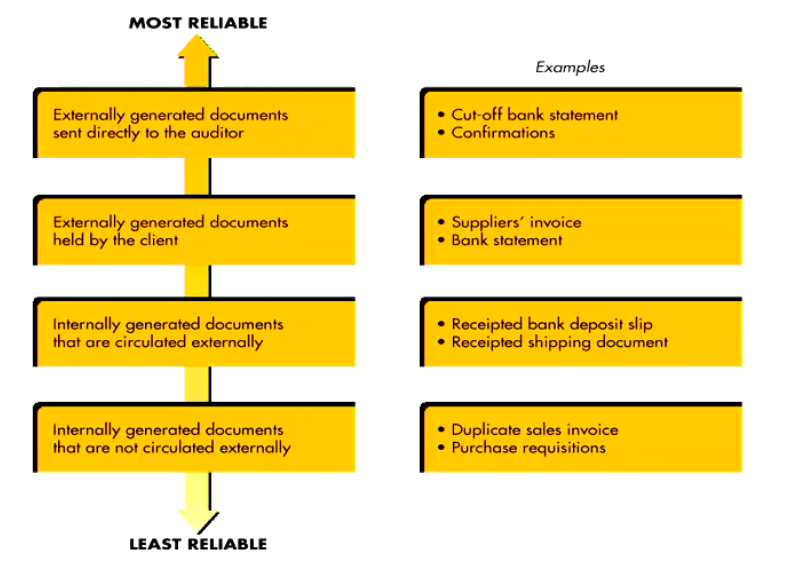 MOST RELIABLE
Examples
Externally generated documents
sent directly to the auditor
• Cut-off bank statement
• Confirmations
Externally generated documents
held by the client
• Suppliers' invoice
• Bank statement
Internally generated documents
that are circulated externally
• Receipted bank deposit slip
• Receipted shipping document
Internally generated documents
that are not circulated externally
• Duplicate sales invoice
• Purchase requisitions
LEAST RELIABLE